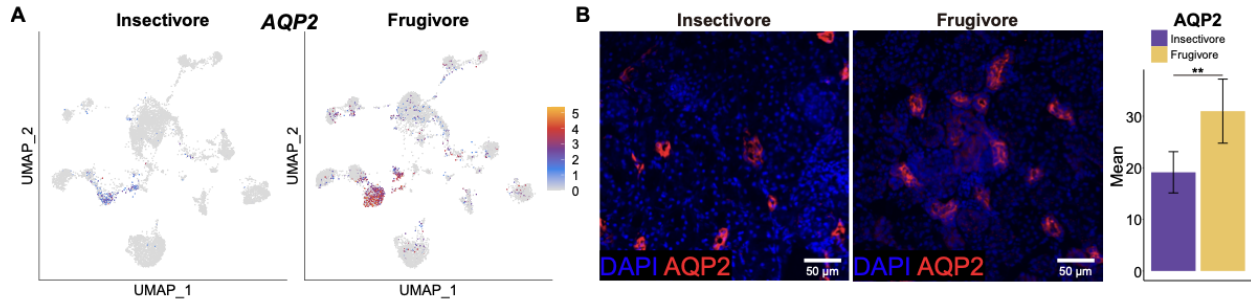 A
Insectivore
AQP2
Frugivore
UMAP_2
UMAP_2
UMAP_1
UMAP_1
5
4
3
2
1
0
B
Insectivore
Frugivore
DAPI AQP2
50 µm
DAPI AQP2
50 µm
AQP2
Insectivore
Frugivore
**
Mean
30
20
10
0